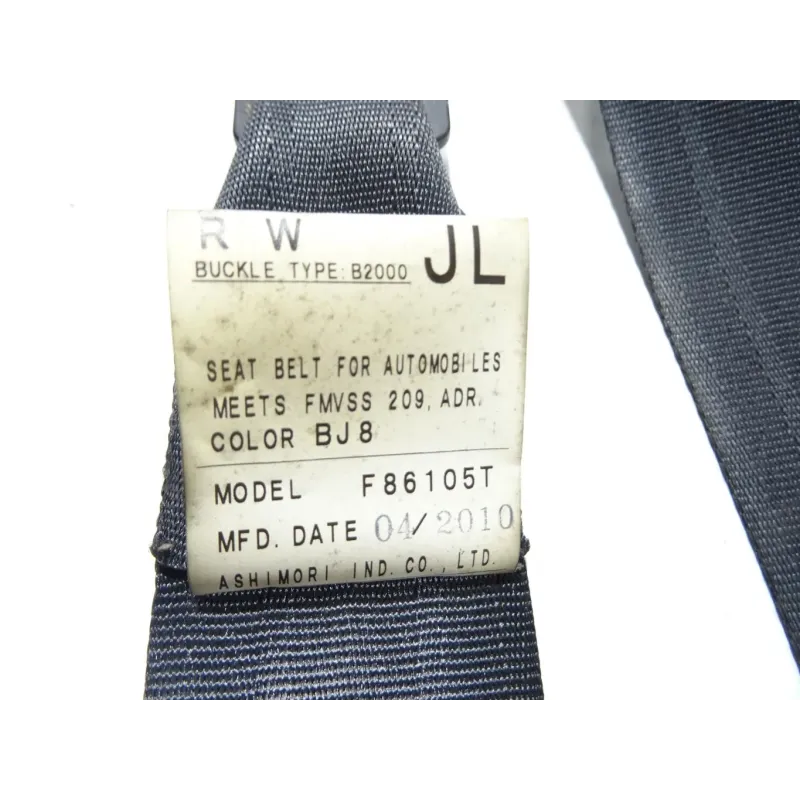 R W JL
BUCKLE TYPE: B2000
SEAT BELT FOR AUTOMOBILES
MEETS FMVSS 209, ADR.
COLOR BJ8
MODEL F86105T
MFD. DATE 04/2010
ASHIMORI IND. CO., LTD.